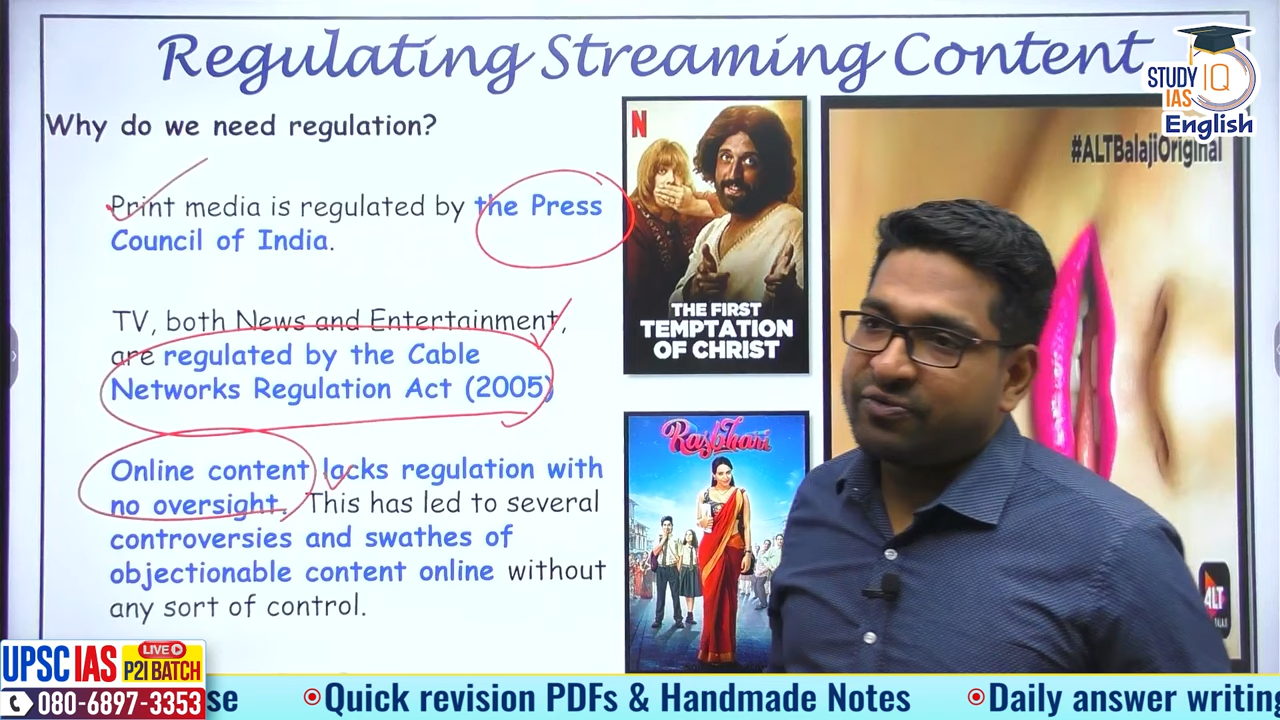 Regulating Streaming Content
STUDY IQ
IAS
English
Why do we need regulation?
Print media is regulated by the Press
Council of India.
TV, both News and Entertainment,
are regulated by the Cable
Networks Regulation Act (2005)
Online content lacks regulation with
no oversight. This has led to several
controversies and swathes of
objectionable content online without
any sort of control.
N
THE FIRST
TEMPTATION
OF CHRIST
#ALTBalajiOriginal
Rasbhari
ALT
UPSC IAS
LIVE
P2I BATCH
080-6897-3353
se
Quick revision PDFs & Handmade Notes
Daily answer writing